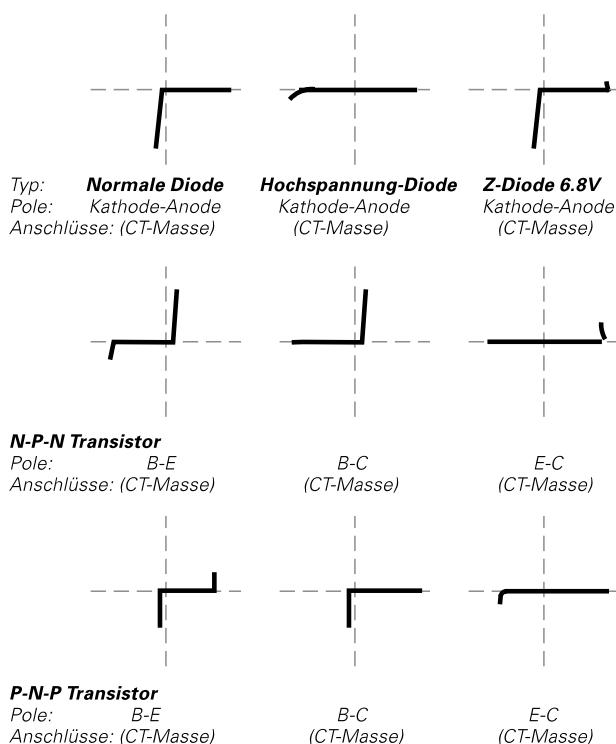 Typ: Normale Diode Hochspannung-Diode Z-Diode 6.8V
Pole: Kathode-Anode Kathode-Anode Kathode-Anode
Anschlüsse: (CT-Masse) (CT-Masse) (CT-Masse)
N-P-N Transistor
Pole: B-E B-C E-C
Anschlüsse: (CT-Masse) (CT-Masse) (CT-Masse)
P-N-P Transistor
Pole: B-E B-C E-C
Anschlüsse: (CT-Masse) (CT-Masse) (CT-Masse)